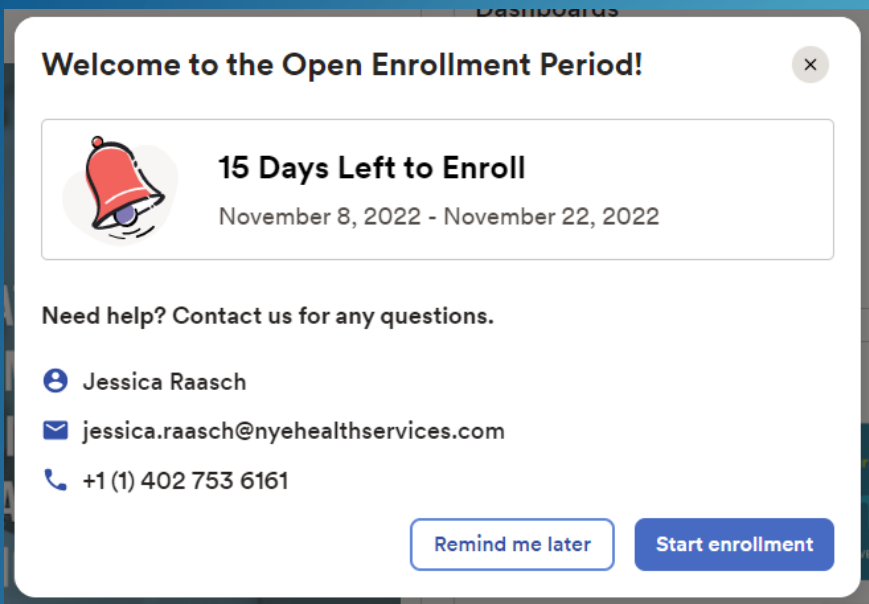 Dashboards
Welcome to the Open Enrollment Period!
15 Days Left to Enroll
November 8, 2022 - November 22, 2022
Need help? Contact us for any questions.
Jessica Raasch
jessica.raasch@nyehealthservices.com
+1 (1) 402 753 6161
Remind me later
Start enrollment